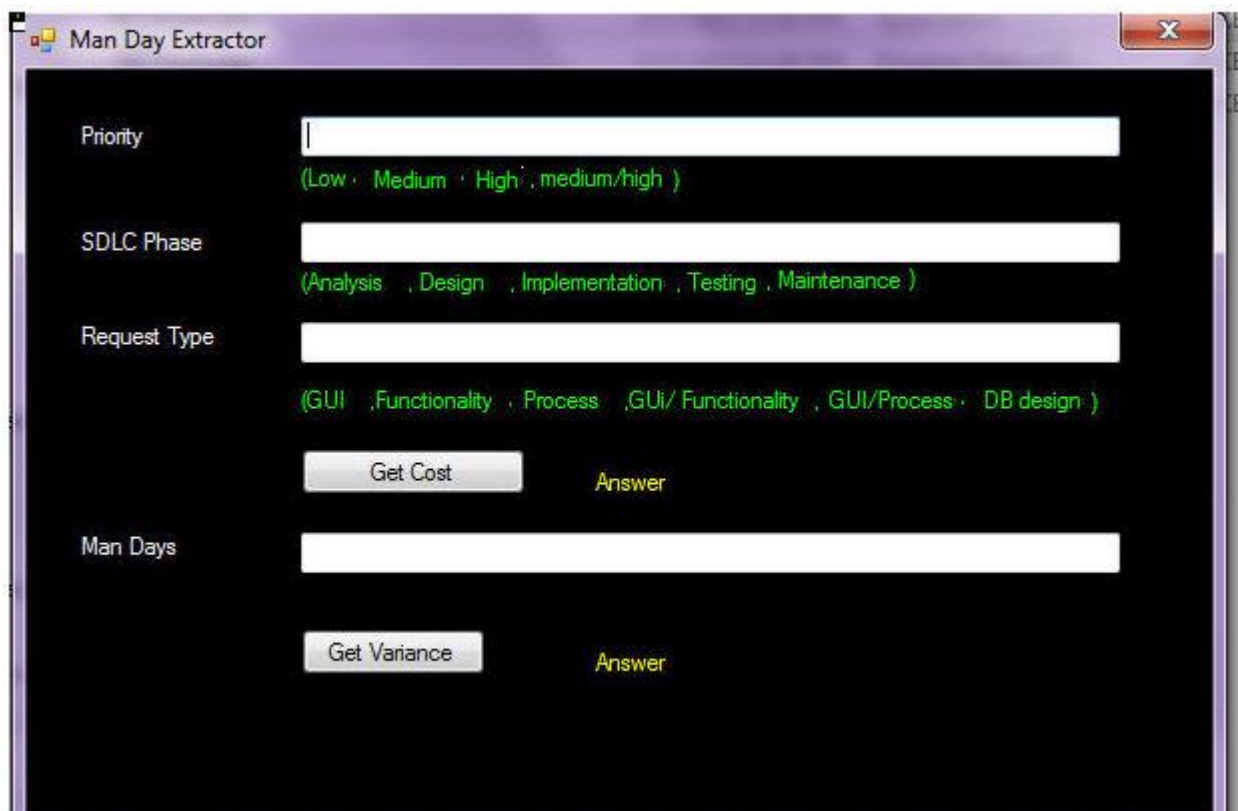 Man Day Extractor
Priority
(Low , Medium , High , medium/high )
SDLC Phase
(Analysis , Design , Implementation , Testing , Maintenance )
Request Type
(GUI ,Functionality , Process ,GUi/ Functionality , GUI/Process , DB design )
Get Cost Answer
Man Days
Get Variance Answer